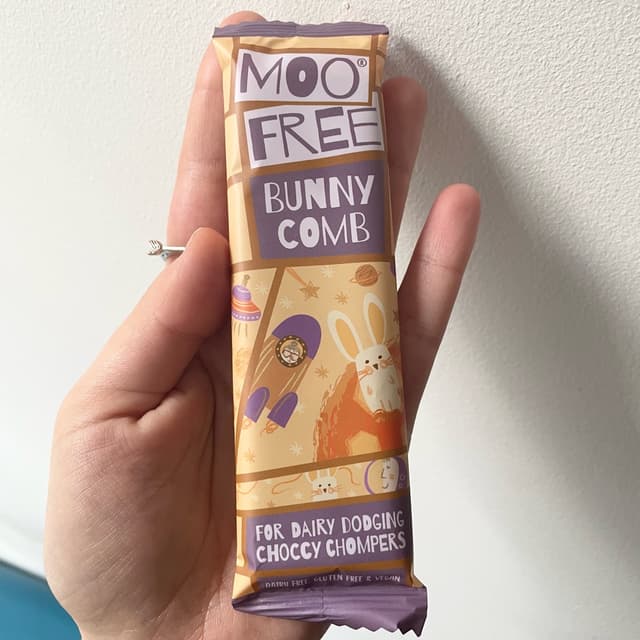 MOO®
FREE
BUNNY
COMB
FOR DAIRY DODGING
CHOCCY CHOMPERS
DAIRY FREE, GLUTEN FREE & VEGAN